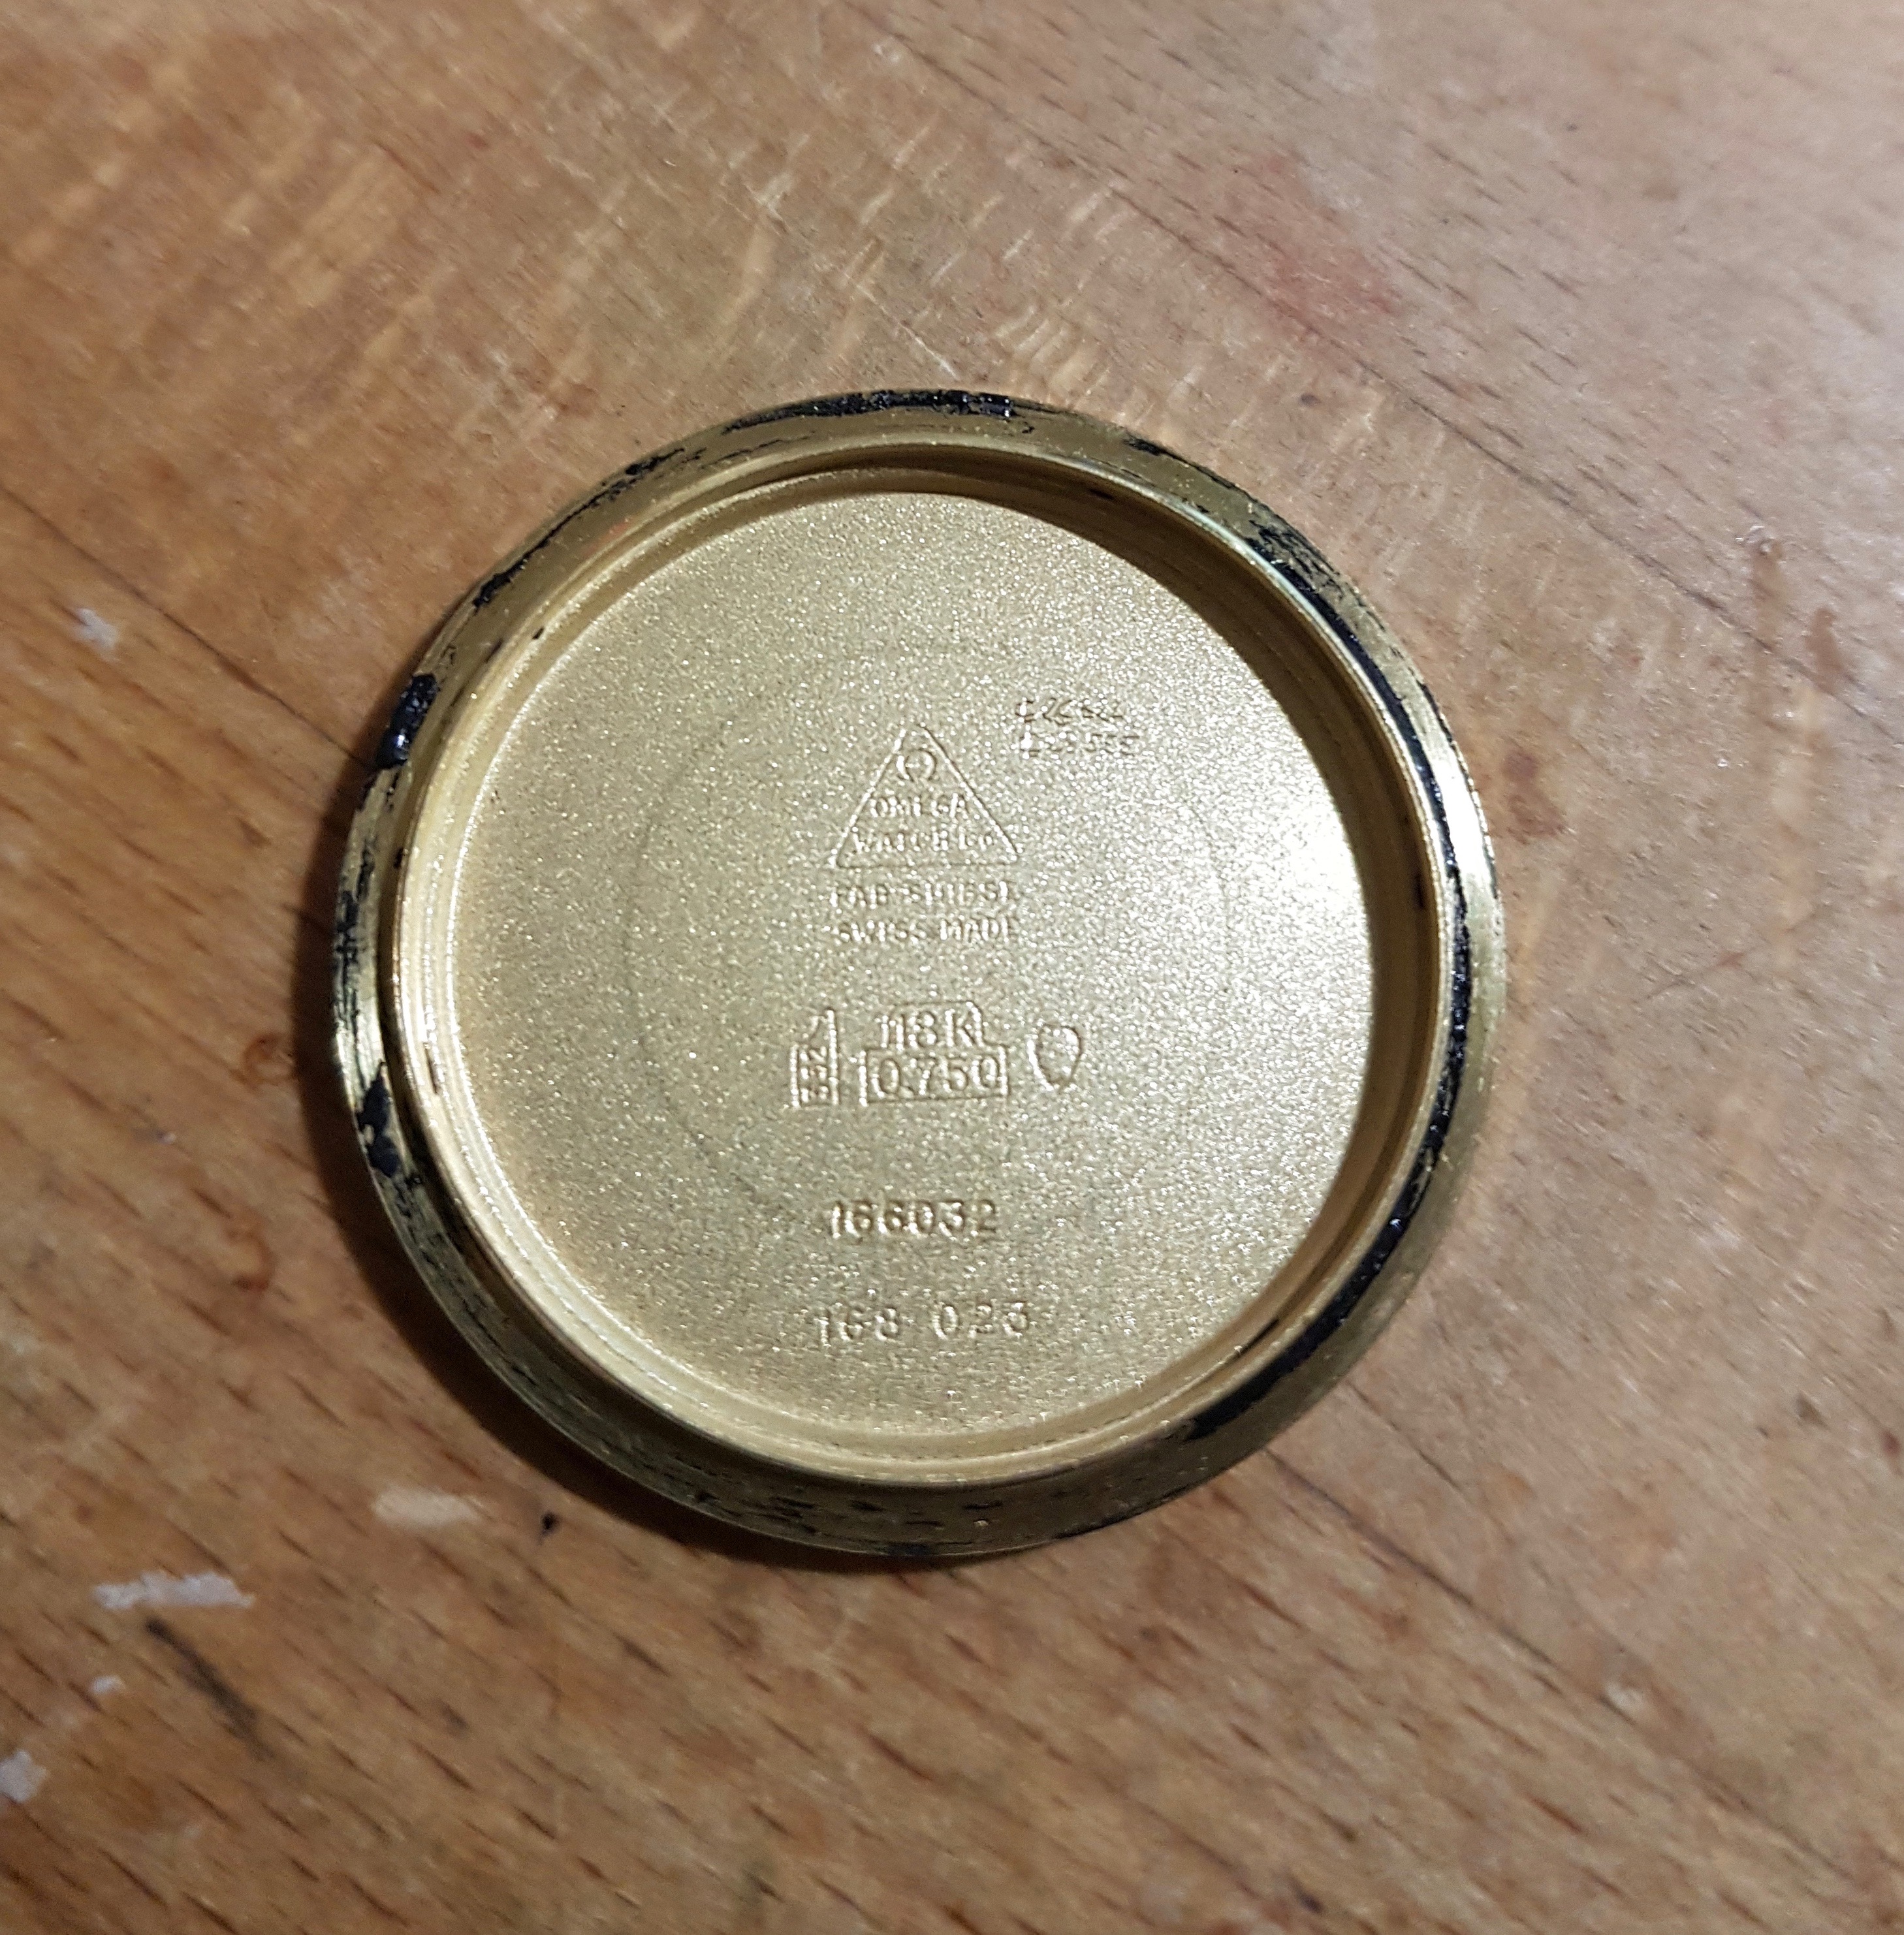 Ω
OMEGA
WATCH Co
FAB. SUISSE
SWISS MADE
18K
0,750
166032
168 023